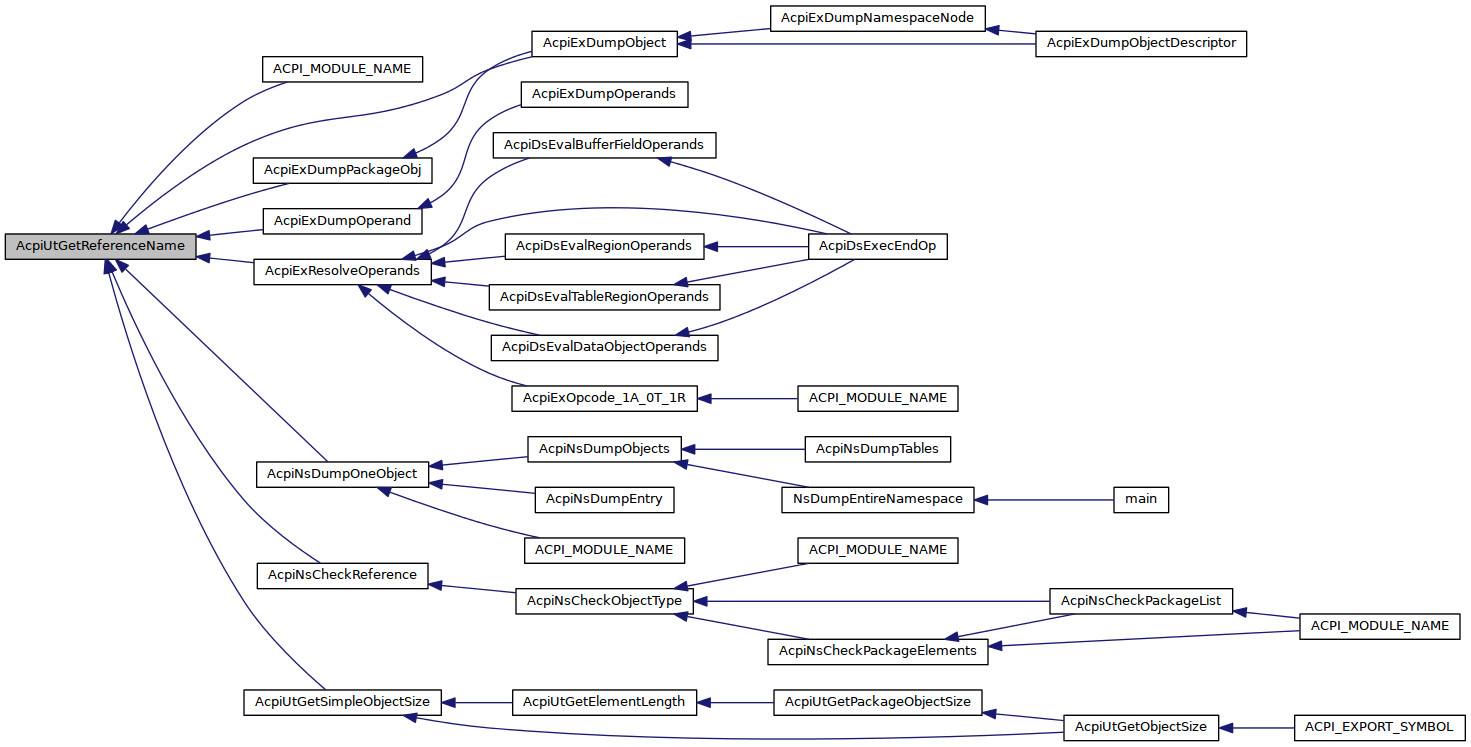 AcpiExDumpNamespaceNode
AcpiExDumpObject
AcpiExDumpObjectDescriptor
ACPI_MODULE_NAME
AcpiExDumpOperands
AcpiDsEvalBufferFieldOperands
AcpiExDumpPackageObj
AcpiExDumpOperand
AcpiUtGetReferenceName
AcpiDsEvalRegionOperands
AcpiDsExecEndOp
AcpiExResolveOperands
AcpiDsEvalTableRegionOperands
AcpiDsEvalDataObjectOperands
AcpiExOpcode_1A_0T_1R
ACPI_MODULE_NAME
AcpiNsDumpObjects
AcpiNsDumpTables
AcpiNsDumpOneObject
AcpiNsDumpEntry
NsDumpEntireNamespace
main
ACPI_MODULE_NAME
ACPI_MODULE_NAME
AcpiNsCheckReference
AcpiNsCheckObjectType
AcpiNsCheckPackageList
ACPI_MODULE_NAME
AcpiNsCheckPackageElements
AcpiUtGetSimpleObjectSize
AcpiUtGetElementLength
AcpiUtGetPackageObjectSize
AcpiUtGetObjectSize
ACPI_EXPORT_SYMBOL